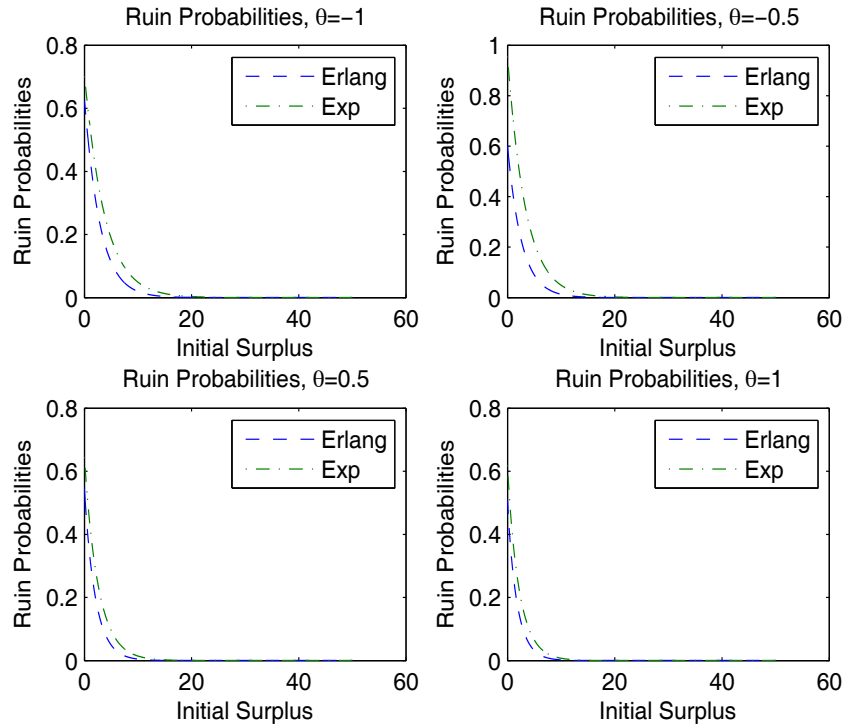 Ruin Probabilities, θ=−1
0.8
0.6
0.4
0.2
0
Ruin Probabilities
Erlang
Exp
0 20 40 60
Initial Surplus
Ruin Probabilities, θ=−0.5
1
0.8
0.6
0.4
0.2
0
Ruin Probabilities
Erlang
Exp
0 20 40 60
Initial Surplus
Ruin Probabilities, θ=0.5
0.8
0.6
0.4
0.2
0
Ruin Probabilities
Erlang
Exp
0 20 40 60
Initial Surplus
Ruin Probabilities, θ=1
0.8
0.6
0.4
0.2
0
Ruin Probabilities
Erlang
Exp
0 20 40 60
Initial Surplus